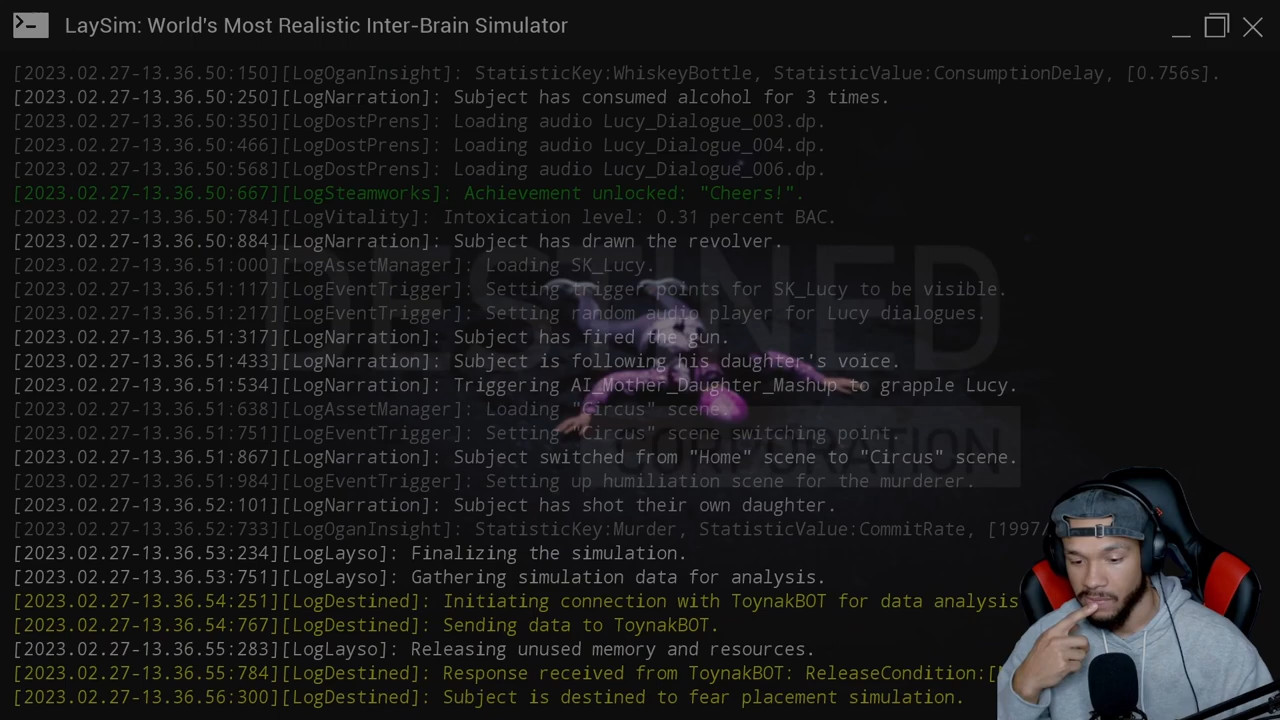 LaySim: World's Most Realistic Inter-Brain Simulator
[2023.02.27-13.36.50:150][LogOganInsight]: StatisticKey:WhiskeyBottle, StatisticValue:ConsumptionDelay, [0.756s].
[2023.02.27-13.36.50:250][LogNarration]: Subject has consumed alcohol for 3 times.
[2023.02.27-13.36.50:350][LogDostPrens]: Loading audio Lucy_Dialogue_003.dp.
[2023.02.27-13.36.50:466][LogDostPrens]: Loading audio Lucy_Dialogue_004.dp.
[2023.02.27-13.36.50:568][LogDostPrens]: Loading audio Lucy_Dialogue_006.dp.
[2023.02.27-13.36.50:667][LogSteamworks]: Achievement unlocked: "Cheers!".
[2023.02.27-13.36.50:784][LogVitality]: Intoxication level: 0.31 percent BAC.
[2023.02.27-13.36.50:884][LogNarration]: Subject has drawn the revolver.
[2023.02.27-13.36.51:000][LogAssetManager]: Loading SK_Lucy.
[2023.02.27-13.36.51:117][LogEventTrigger]: Setting trigger points for SK_Lucy to be visible.
[2023.02.27-13.36.51:217][LogEventTrigger]: Setting random audio player for Lucy dialogues.
[2023.02.27-13.36.51:317][LogNarration]: Subject has fired the gun.
[2023.02.27-13.36.51:433][LogNarration]: Subject is following his daughter's voice.
[2023.02.27-13.36.51:534][LogNarration]: Triggering AI_Mother_Daughter_Mashup to grapple Lucy.
[2023.02.27-13.36.51:638][LogAssetManager]: Loading "Circus" scene.
[2023.02.27-13.36.51:751][LogEventTrigger]: Setting "Circus" scene switching point.
[2023.02.27-13.36.51:867][LogNarration]: Subject switched from "Home" scene to "Circus" scene.
[2023.02.27-13.36.51:984][LogEventTrigger]: Setting up humiliation scene for the murderer.
[2023.02.27-13.36.52:101][LogNarration]: Subject has shot their own daughter.
[2023.02.27-13.36.52:733][LogOganInsight]: StatisticKey:Murder, StatisticValue:CommitRate, [1997/
[2023.02.27-13.36.53:234][LogLayso]: Finalizing the simulation.
[2023.02.27-13.36.53:751][LogLayso]: Gathering simulation data for analysis.
[2023.02.27-13.36.54:251][LogDestined]: Initiating connection with ToynakBOT for data analysis
[2023.02.27-13.36.54:767][LogDestined]: Sending data to ToynakBOT.
[2023.02.27-13.36.55:283][LogLayso]: Releasing unused memory and resources.
[2023.02.27-13.36.55:784][LogDestined]: Response received from ToynakBOT: ReleaseCondition:[
[2023.02.27-13.36.56:300][LogDestined]: Subject is destined to fear placement simulation.
DESTINED
CORPORATION